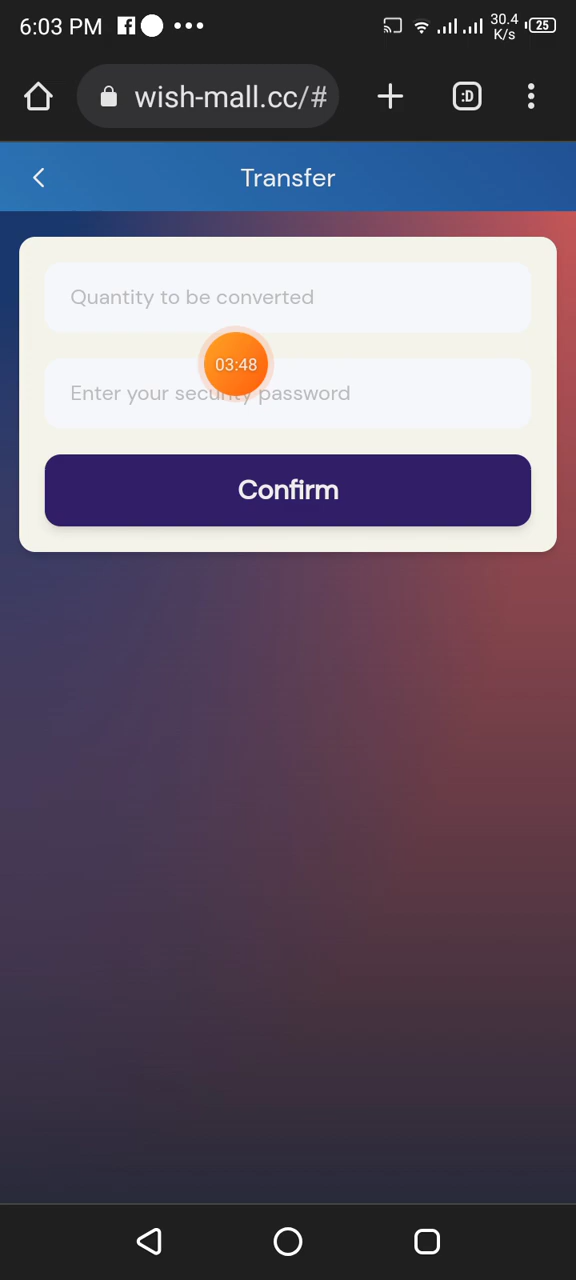 6:03 PM 30.4 K/s 25
wish-mall.cc/# :D
Transfer
Quantity to be converted
03:48
Enter your security password
Confirm